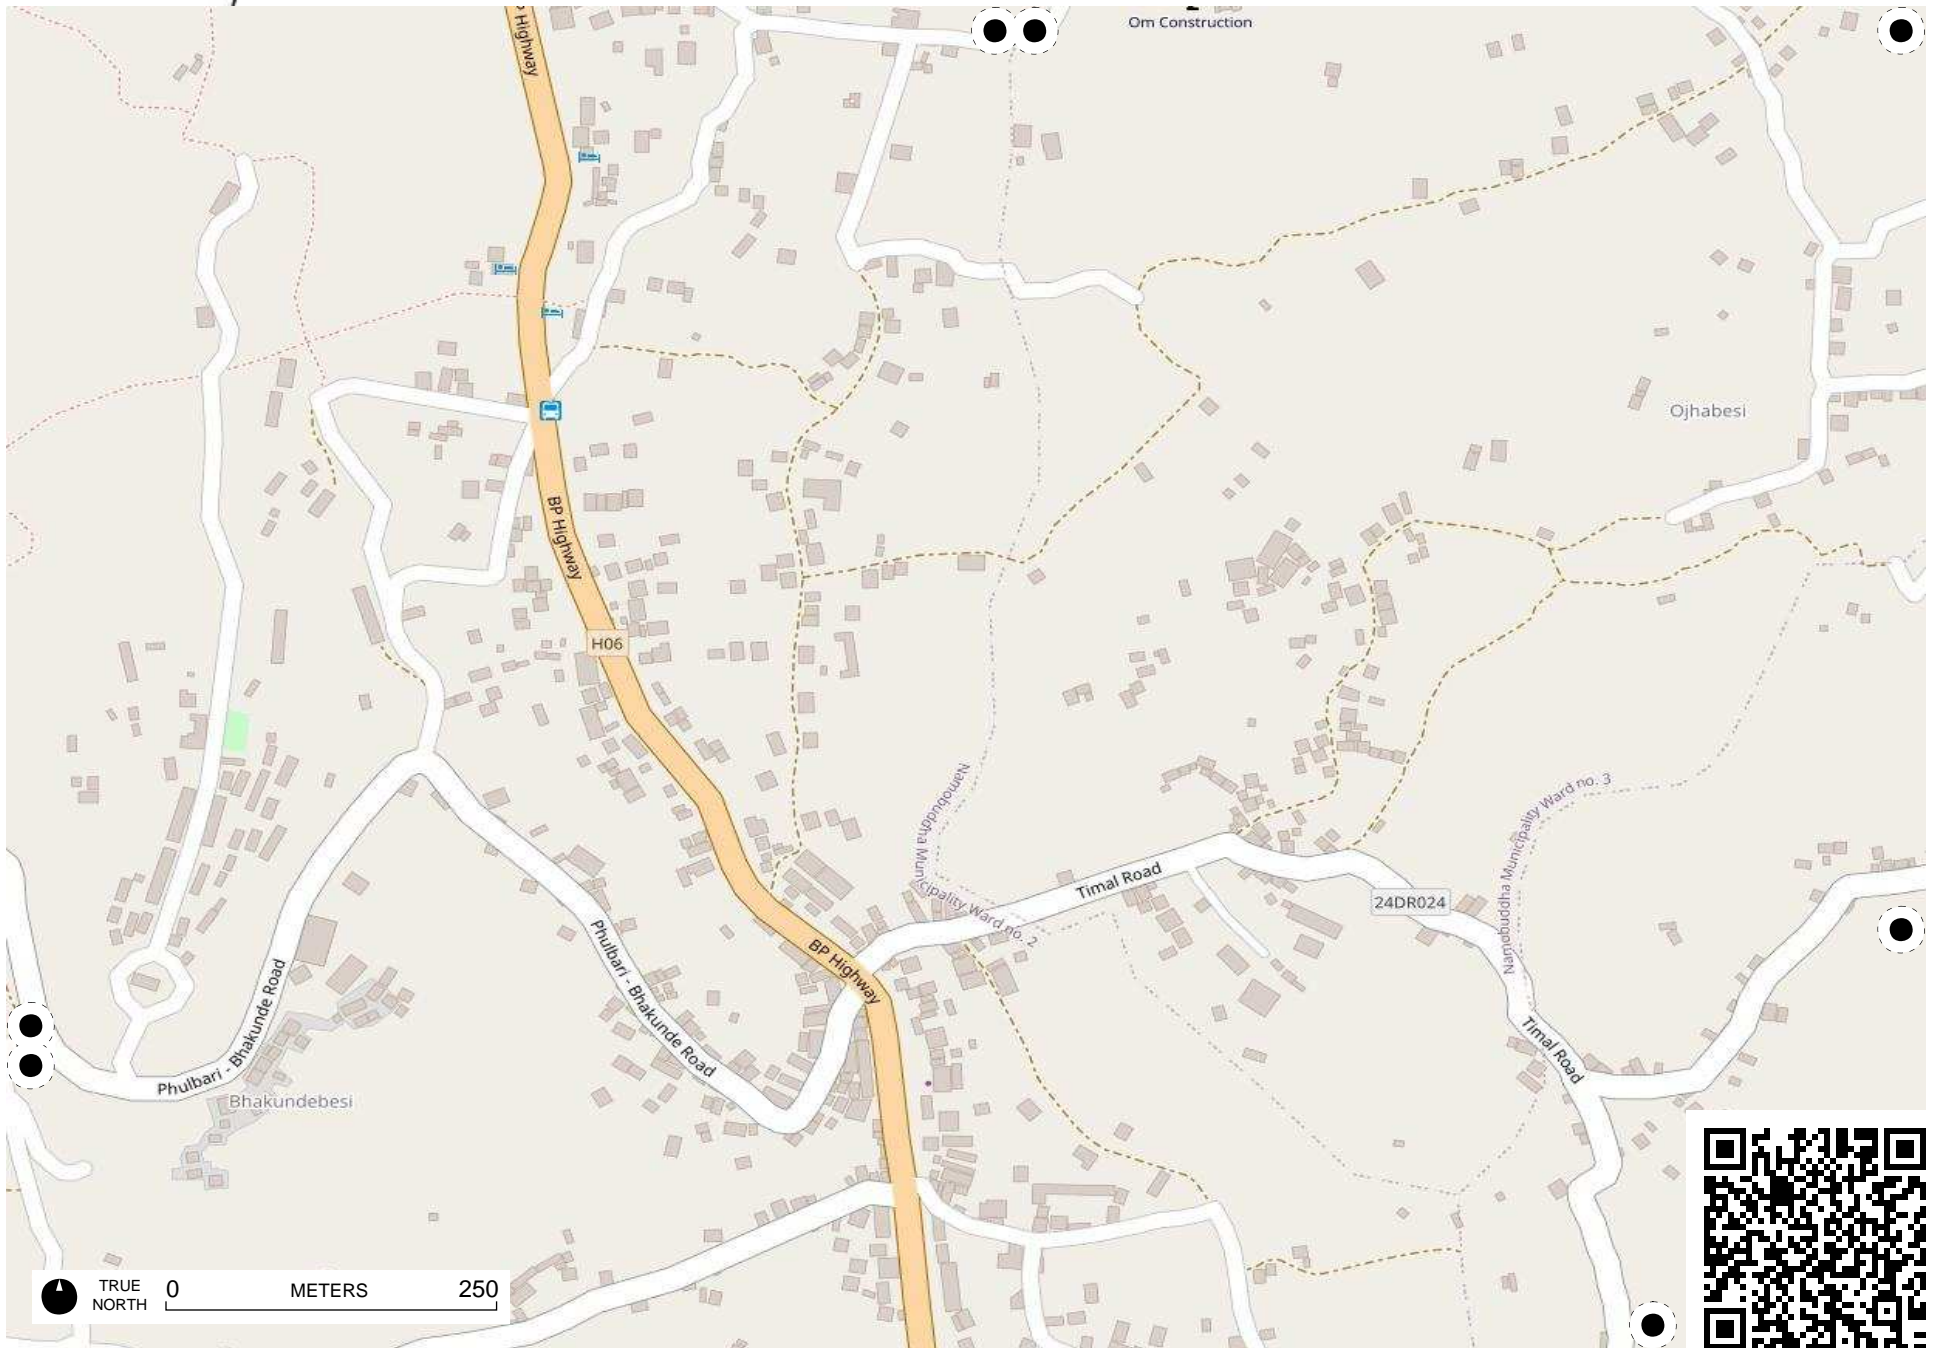 Om Construction
P Highway
Ojhabesi
BP Highway
H06
Namobuddha Municipality Ward no. 3
Namobuddha Municipality Ward no. 2
Timal Road
24DR024
Phulbari - Bhakunde Road
BP Highway
Phulbari - Bhakunde Road
Timal Road
Bhakundebesi
TRUE
NORTH
0 METERS 250